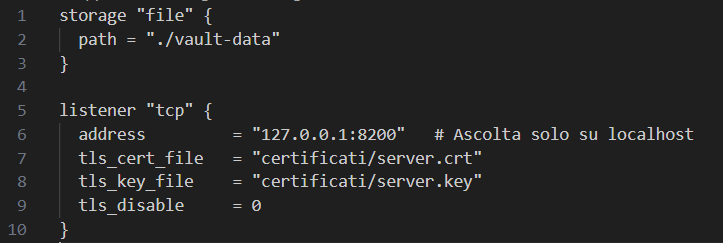 1 storage "file" {
2   path = "./vault-data"
3 }
4
5 listener "tcp" {
6   address         = "127.0.0.1:8200"   # Ascolta solo su localhost
7   tls_cert_file   = "certificati/server.crt"
8   tls_key_file    = "certificati/server.key"
9   tls_disable     = 0
10 }